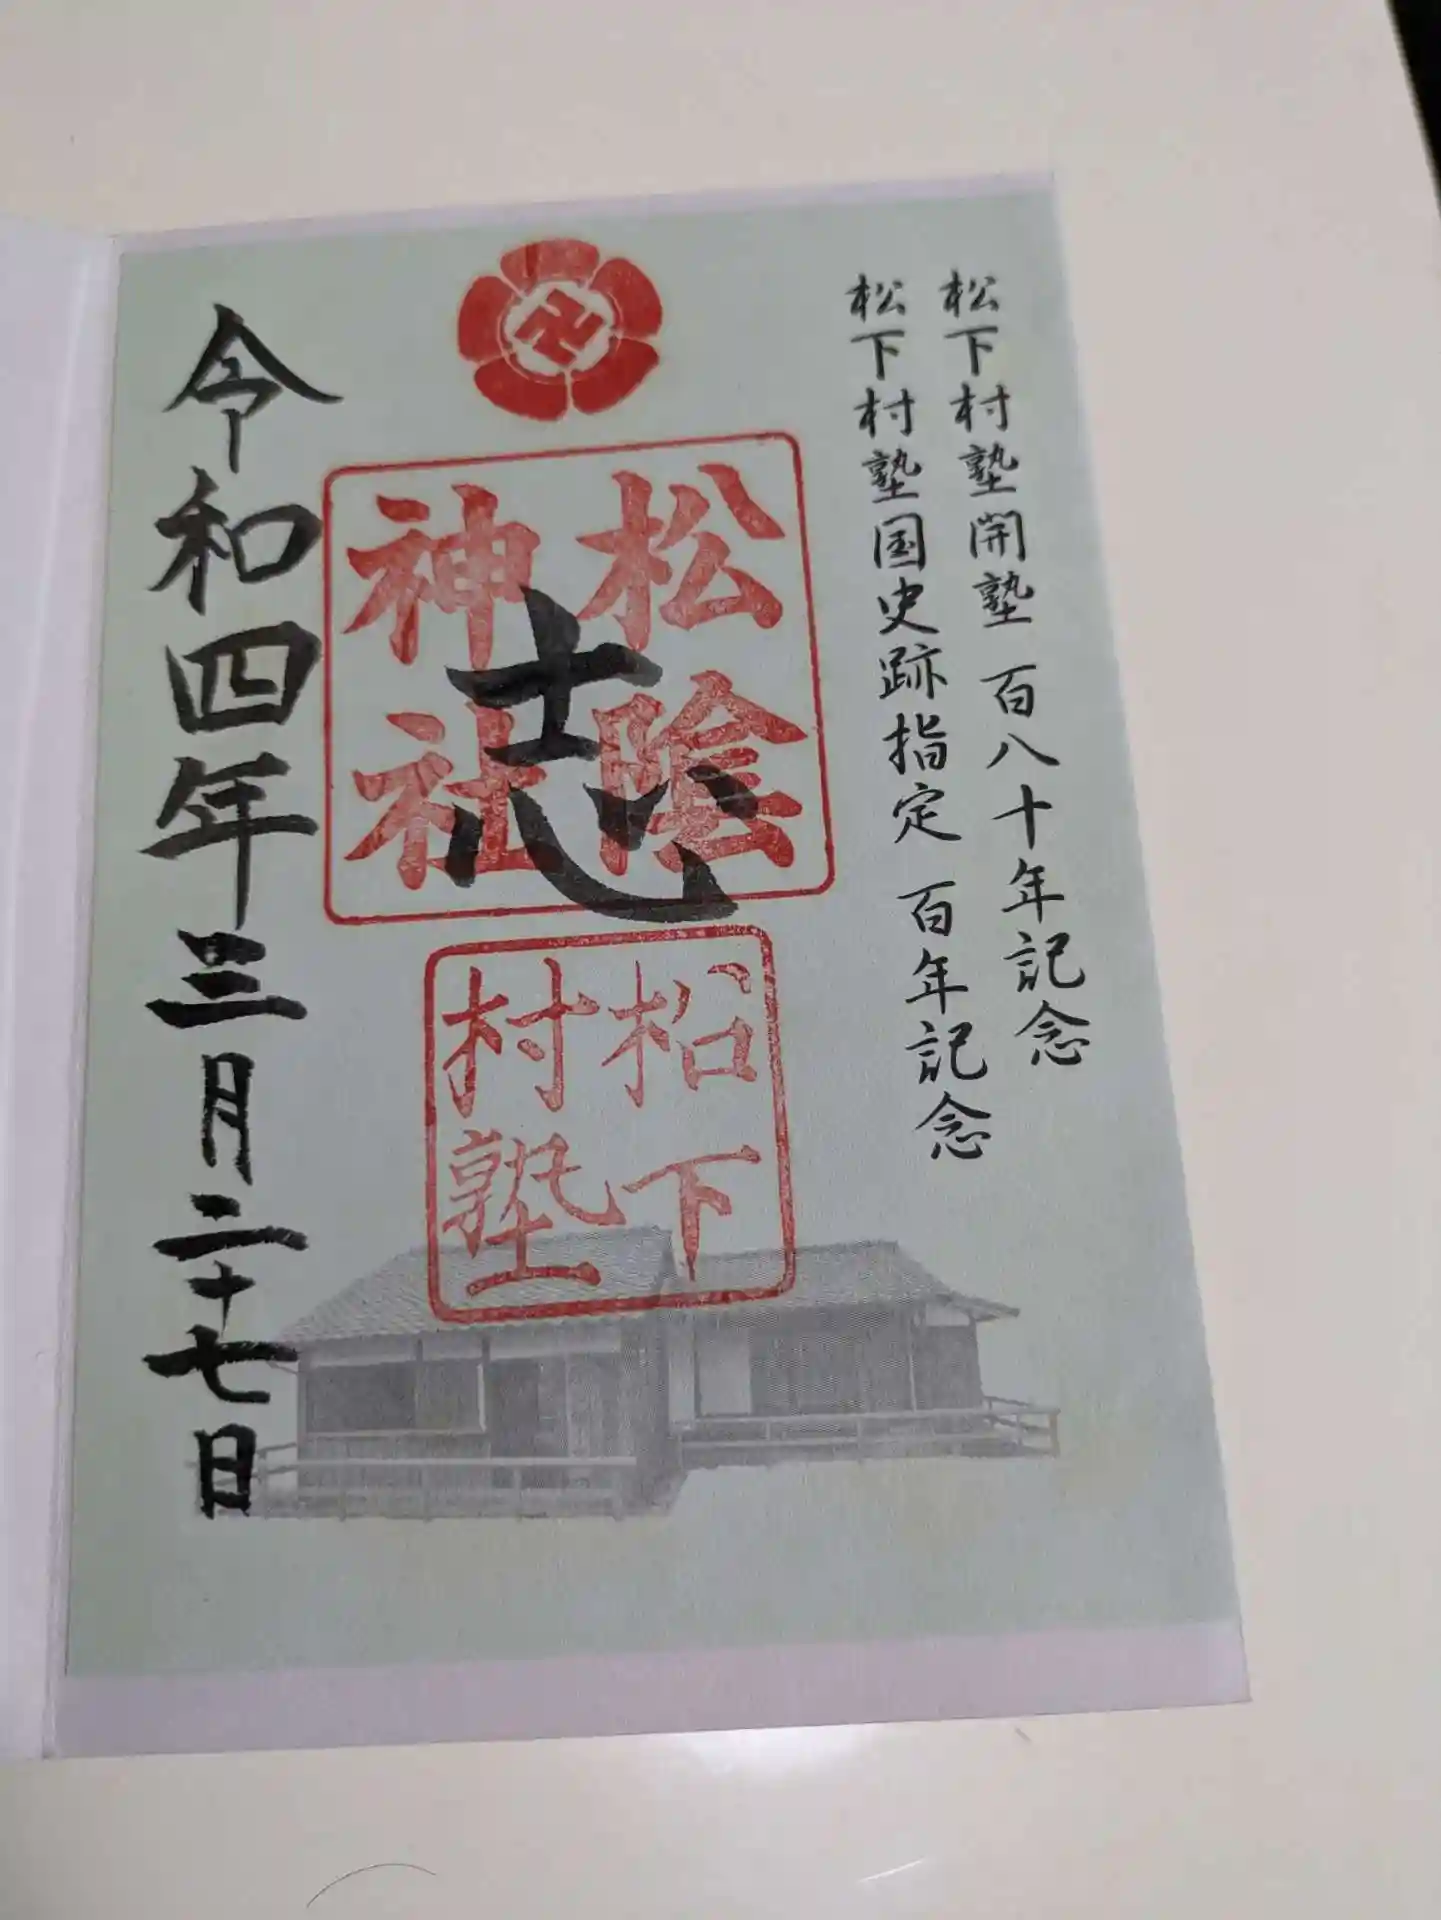 松下村塾開塾 百八十年記念
松下村塾国史跡指定 百年記念
松陰
神社
志
松下
村塾
令和四年三月二十七日